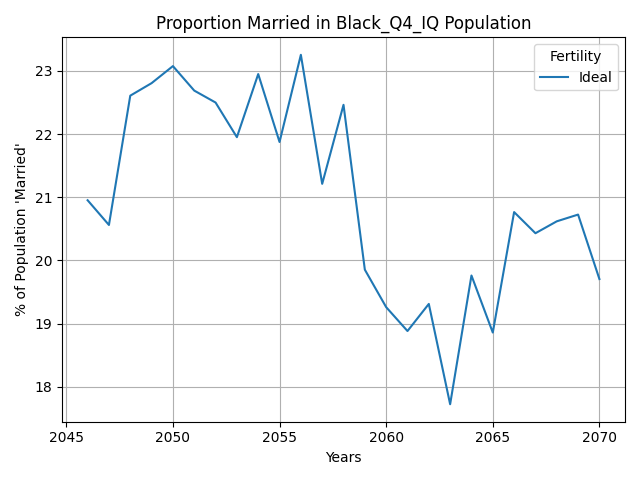 Proportion Married in Black_Q4_IQ Population
% of Population 'Married'
23
22
21
20
19
18
Fertility
Ideal
2045 2050 2055 2060 2065 2070
Years